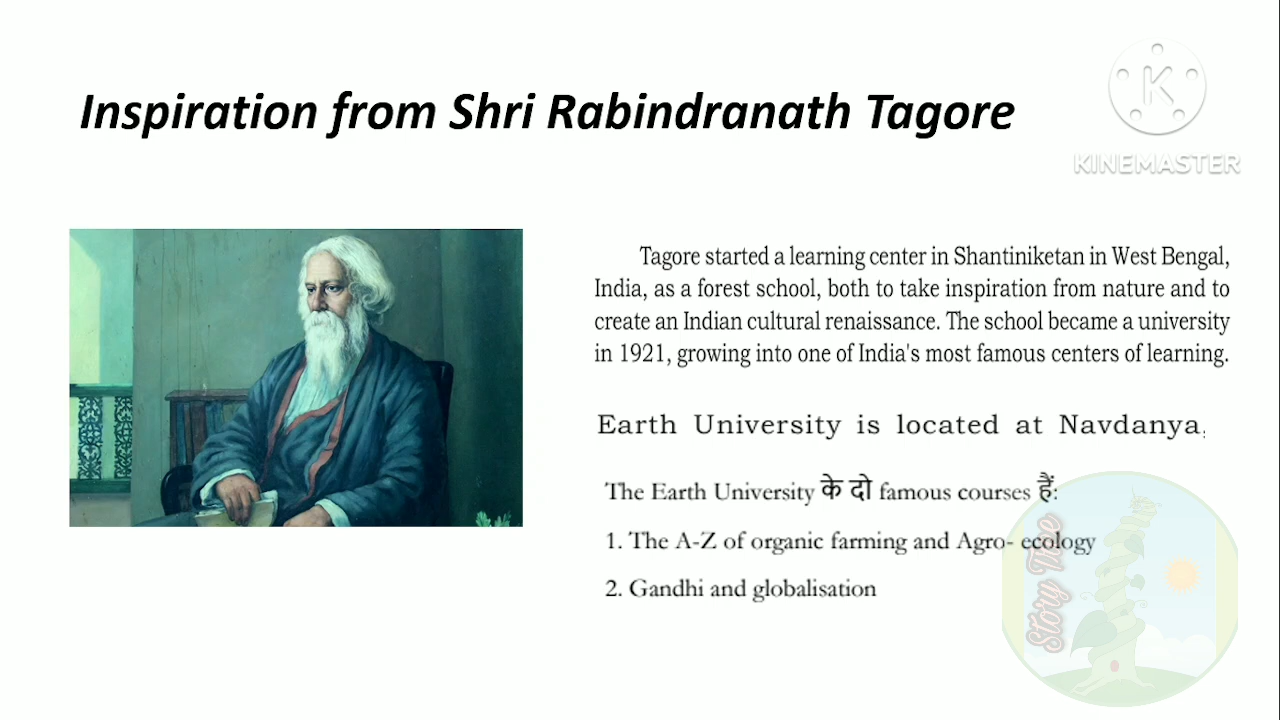 Inspiration from Shri Rabindranath Tagore
K
KINEMASTER
Tagore started a learning center in Shantiniketan in West Bengal,
India, as a forest school, both to take inspiration from nature and to
create an Indian cultural renaissance. The school became a university
in 1921, growing into one of India's most famous centers of learning.
Earth University is located at Navdanya,
The Earth University के दो famous courses हैं:
1. The A-Z of organic farming and Agro- ecology
2. Gandhi and globalisation
Story The